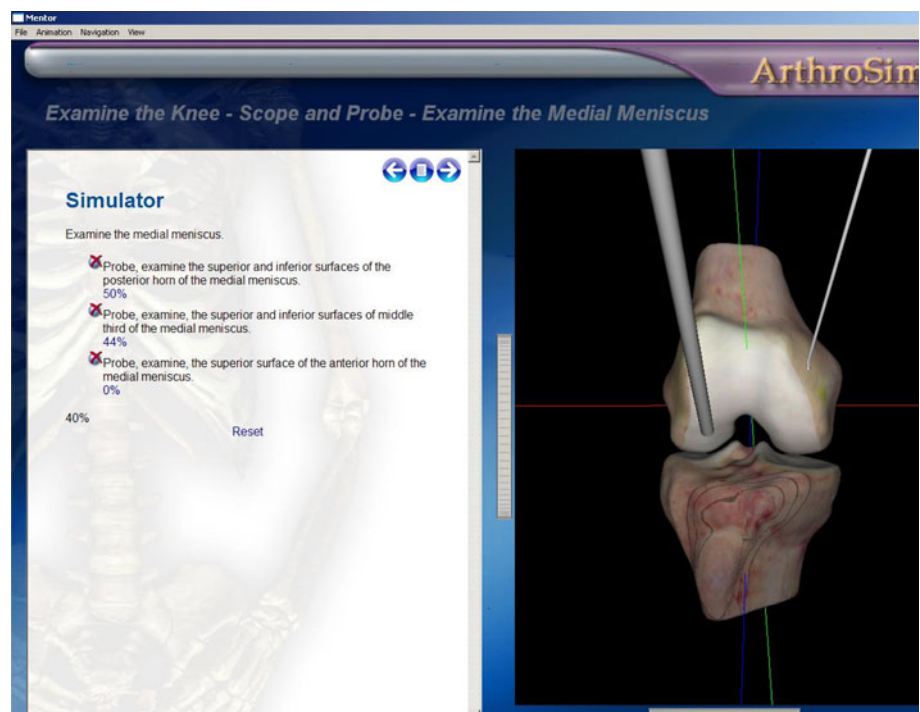 Mentor
File Animation Navigation View
ArthroSim
Examine the Knee - Scope and Probe - Examine the Medial Meniscus
Simulator
Examine the medial meniscus.
Probe, examine the superior and inferior surfaces of the
posterior horn of the medial meniscus.
50%
Probe, examine, the superior and inferior surfaces of middle
third of the medial meniscus.
44%
Probe, examine, the superior surface of the anterior horn of the
medial meniscus.
0%
40%
Reset